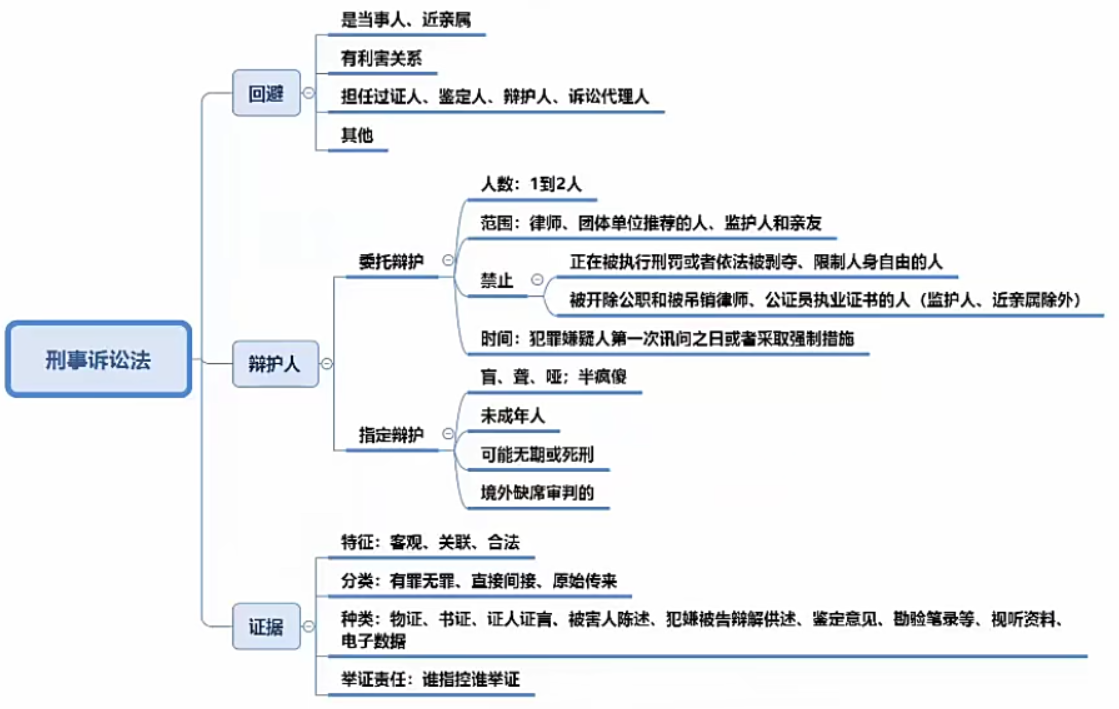 是当事人、近亲属
有利害关系
回避
担任过证人、鉴定人、辩护人、诉讼代理人
其他
人数：1到2人
范围：律师、团体单位推荐的人、监护人和亲友
委托辩护
正在被执行刑罚或者依法被剥夺、限制人身自由的人
禁止
被开除公职和被吊销律师、公证员执业证书的人（监护人、近亲属除外）
时间：犯罪嫌疑人第一次讯问之日或者采取强制措施
刑事诉讼法
辩护人
盲、聋、哑；半疯傻
未成年人
指定辩护
可能无期或死刑
境外缺席审判的
特征：客观、关联、合法
分类：有罪无罪、直接间接、原始传来
证据
种类：物证、书证、证人证言、被害人陈述、犯嫌被告辩解供述、鉴定意见、勘验笔录等、视听资料、
电子数据
举证责任：谁指控谁举证